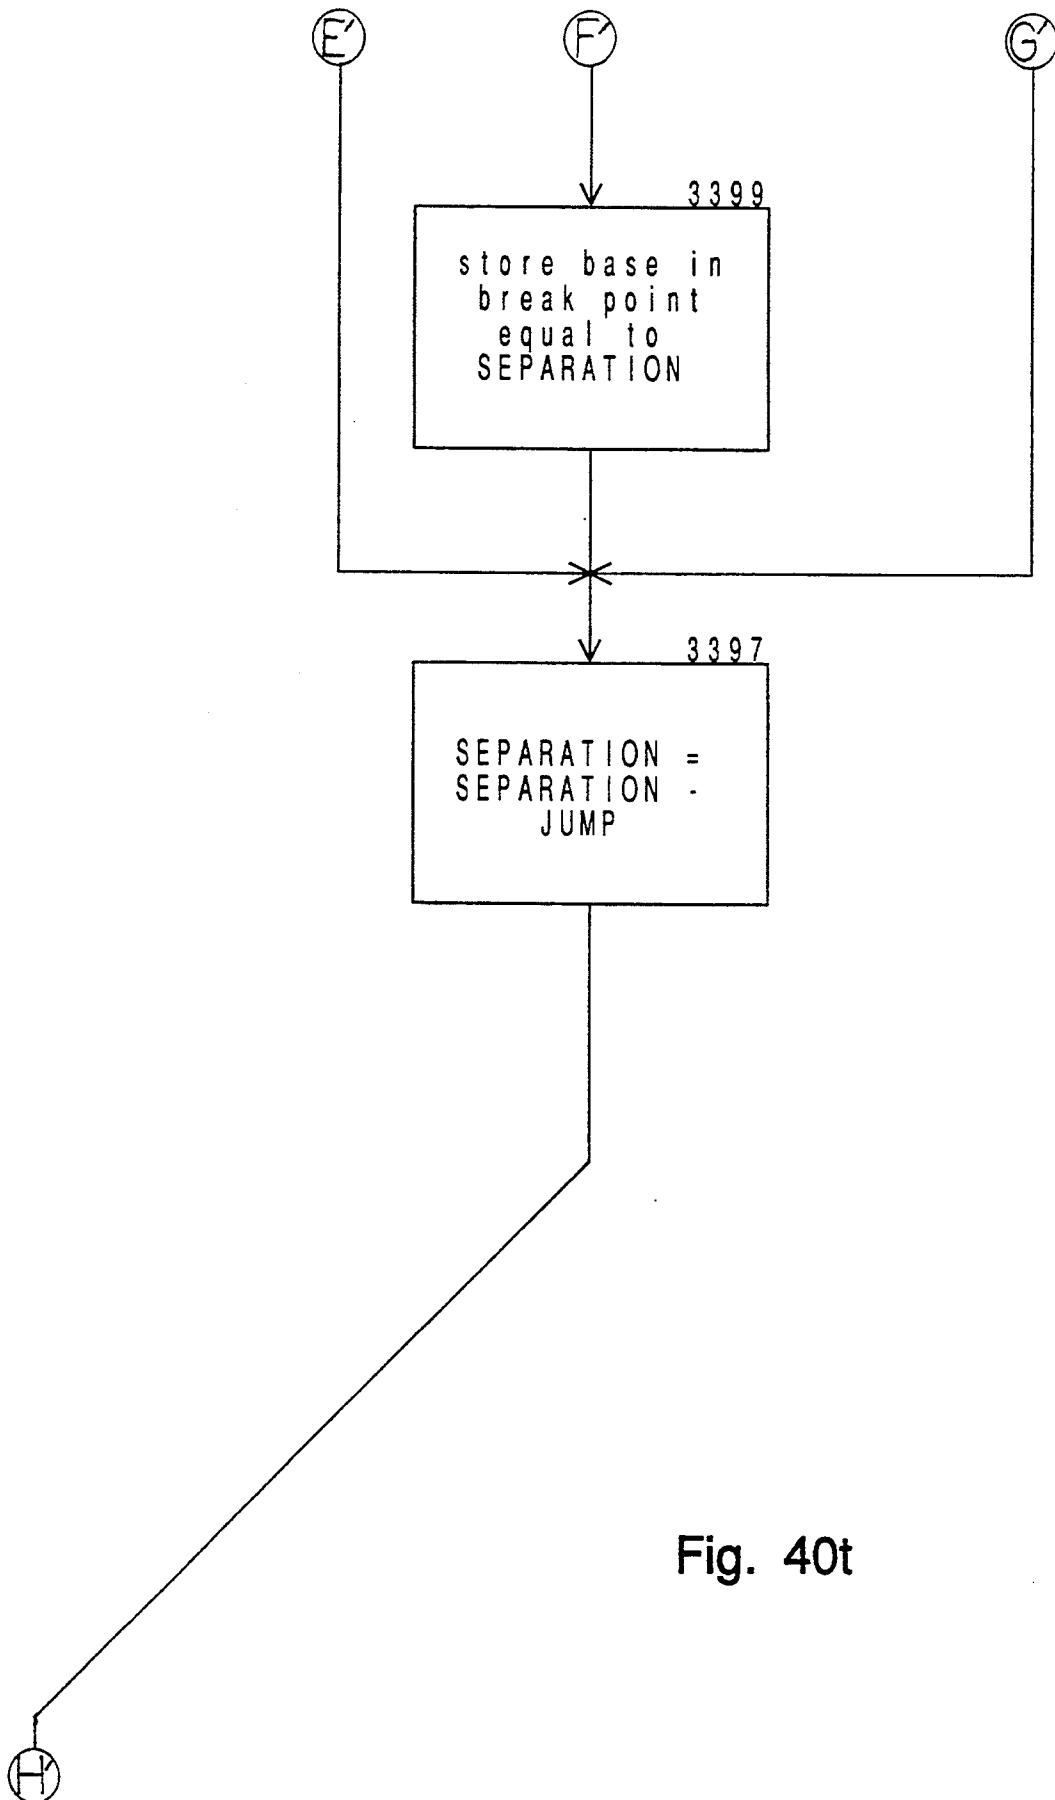 E' F' G'
3399
store base in
break point
equal to
SEPARATION
3397
SEPARATION =
SEPARATION -
JUMP
Fig. 40t
H'